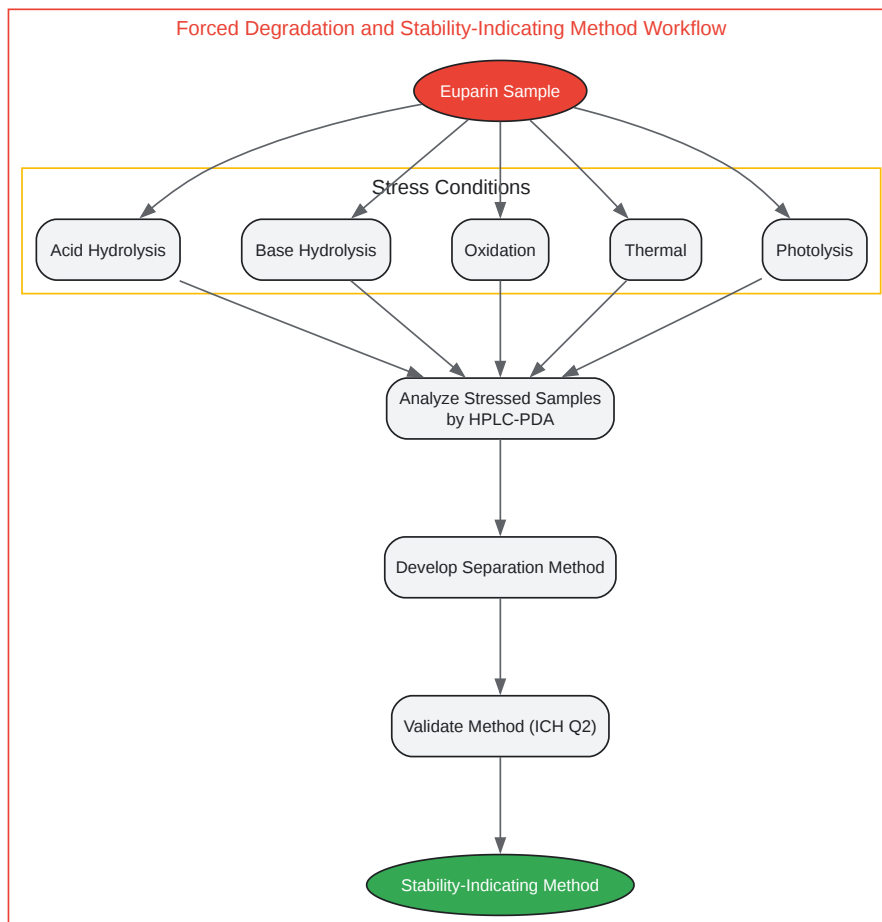 Forced Degradation and Stability-Indicating Method Workflow
Euparin Sample
Stress Conditions
Acid Hydrolysis
Base Hydrolysis
Oxidation
Thermal
Photolysis
Analyze Stressed Samples
by HPLC-PDA
Develop Separation Method
Validate Method (ICH Q2)
Stability-Indicating Method